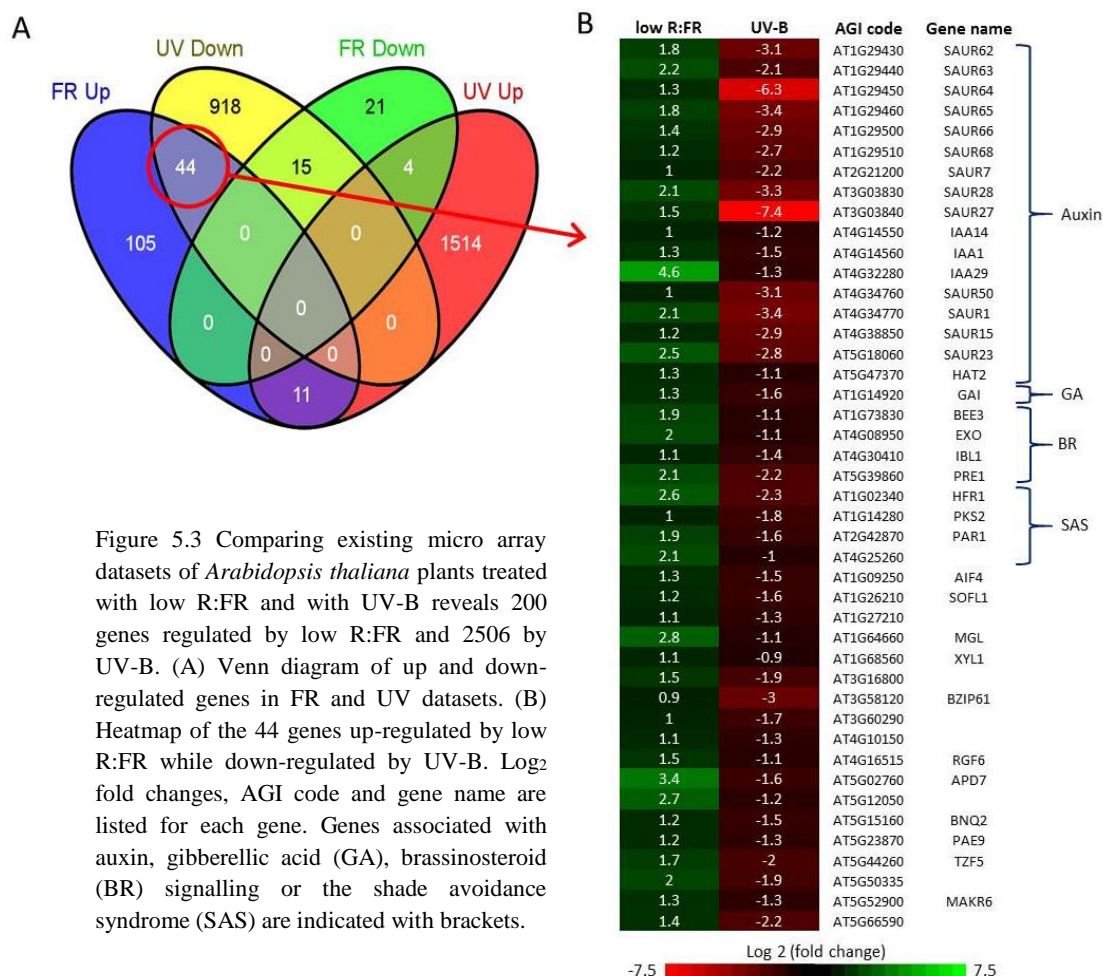 A
UV Down
FR Down
FR Up
UV Up
918
21
44
15
4
105
0
0
1514
0
0
0
0
0
11
Figure 5.3 Comparing existing micro array
datasets of Arabidopsis thaliana plants treated
with low R:FR and with UV-B reveals 200
genes regulated by low R:FR and 2506 by
UV-B. (A) Venn diagram of up and down-
regulated genes in FR and UV datasets. (B)
Heatmap of the 44 genes up-regulated by low
R:FR while down-regulated by UV-B. Log2
fold changes, AGI code and gene name are
listed for each gene. Genes associated with
auxin, gibberellic acid (GA), brassinosteroid
(BR) signalling or the shade avoidance
syndrome (SAS) are indicated with brackets.
B
low R:FR UV-B AGI code Gene name
1.8 -3.1 AT1G29430 SAUR62
2.2 -2.1 AT1G29440 SAUR63
1.3 -6.3 AT1G29450 SAUR64
1.8 -3.4 AT1G29460 SAUR65
1.4 -2.9 AT1G29500 SAUR66
1.2 -2.7 AT1G29510 SAUR68
1 -2.2 AT2G21200 SAUR7
2.1 -3.3 AT3G03830 SAUR28
1.5 -7.4 AT3G03840 SAUR27
Auxin
1 -1.2 AT4G14550 IAA14
1.3 -1.5 AT4G14560 IAA1
4.6 -1.3 AT4G32280 IAA29
1 -3.1 AT4G34760 SAUR50
2.1 -3.4 AT4G34770 SAUR1
1.2 -2.9 AT4G38850 SAUR15
2.5 -2.8 AT5G18060 SAUR23
1.3 -1.1 AT5G47370 HAT2
1.3 -1.6 AT1G14920 GAI GA
1.9 -1.1 AT1G73830 BEE3
2 -1.1 AT4G08950 EXO
BR
1.1 -1.4 AT4G30410 IBL1
2.1 -2.2 AT5G39860 PRE1
2.6 -2.3 AT1G02340 HFR1
1 -1.8 AT1G14280 PKS2
SAS
1.9 -1.6 AT2G42870 PAR1
2.1 -1 AT4G25260
1.3 -1.5 AT1G09250 AIF4
1.2 -1.6 AT1G26210 SOFL1
1.1 -1.3 AT1G27210
2.8 -1.1 AT1G64660 MGL
1.1 -0.9 AT1G68560 XYL1
1.5 -1.9 AT3G16800
0.9 -3 AT3G58120 BZIP61
1 -1.7 AT3G60290
1.1 -1.3 AT4G10150
1.5 -1.1 AT4G16515 RGF6
3.4 -1.6 AT5G02760 APD7
2.7 -1.2 AT5G12050
1.2 -1.5 AT5G15160 BNQ2
1.2 -1.3 AT5G23870 PAE9
1.7 -2 AT5G44260 TZF5
2 -1.9 AT5G50335
1.3 -1.3 AT5G52900 MAKR6
1.4 -2.2 AT5G66590
Log 2 (fold change)
-7.5 7.5